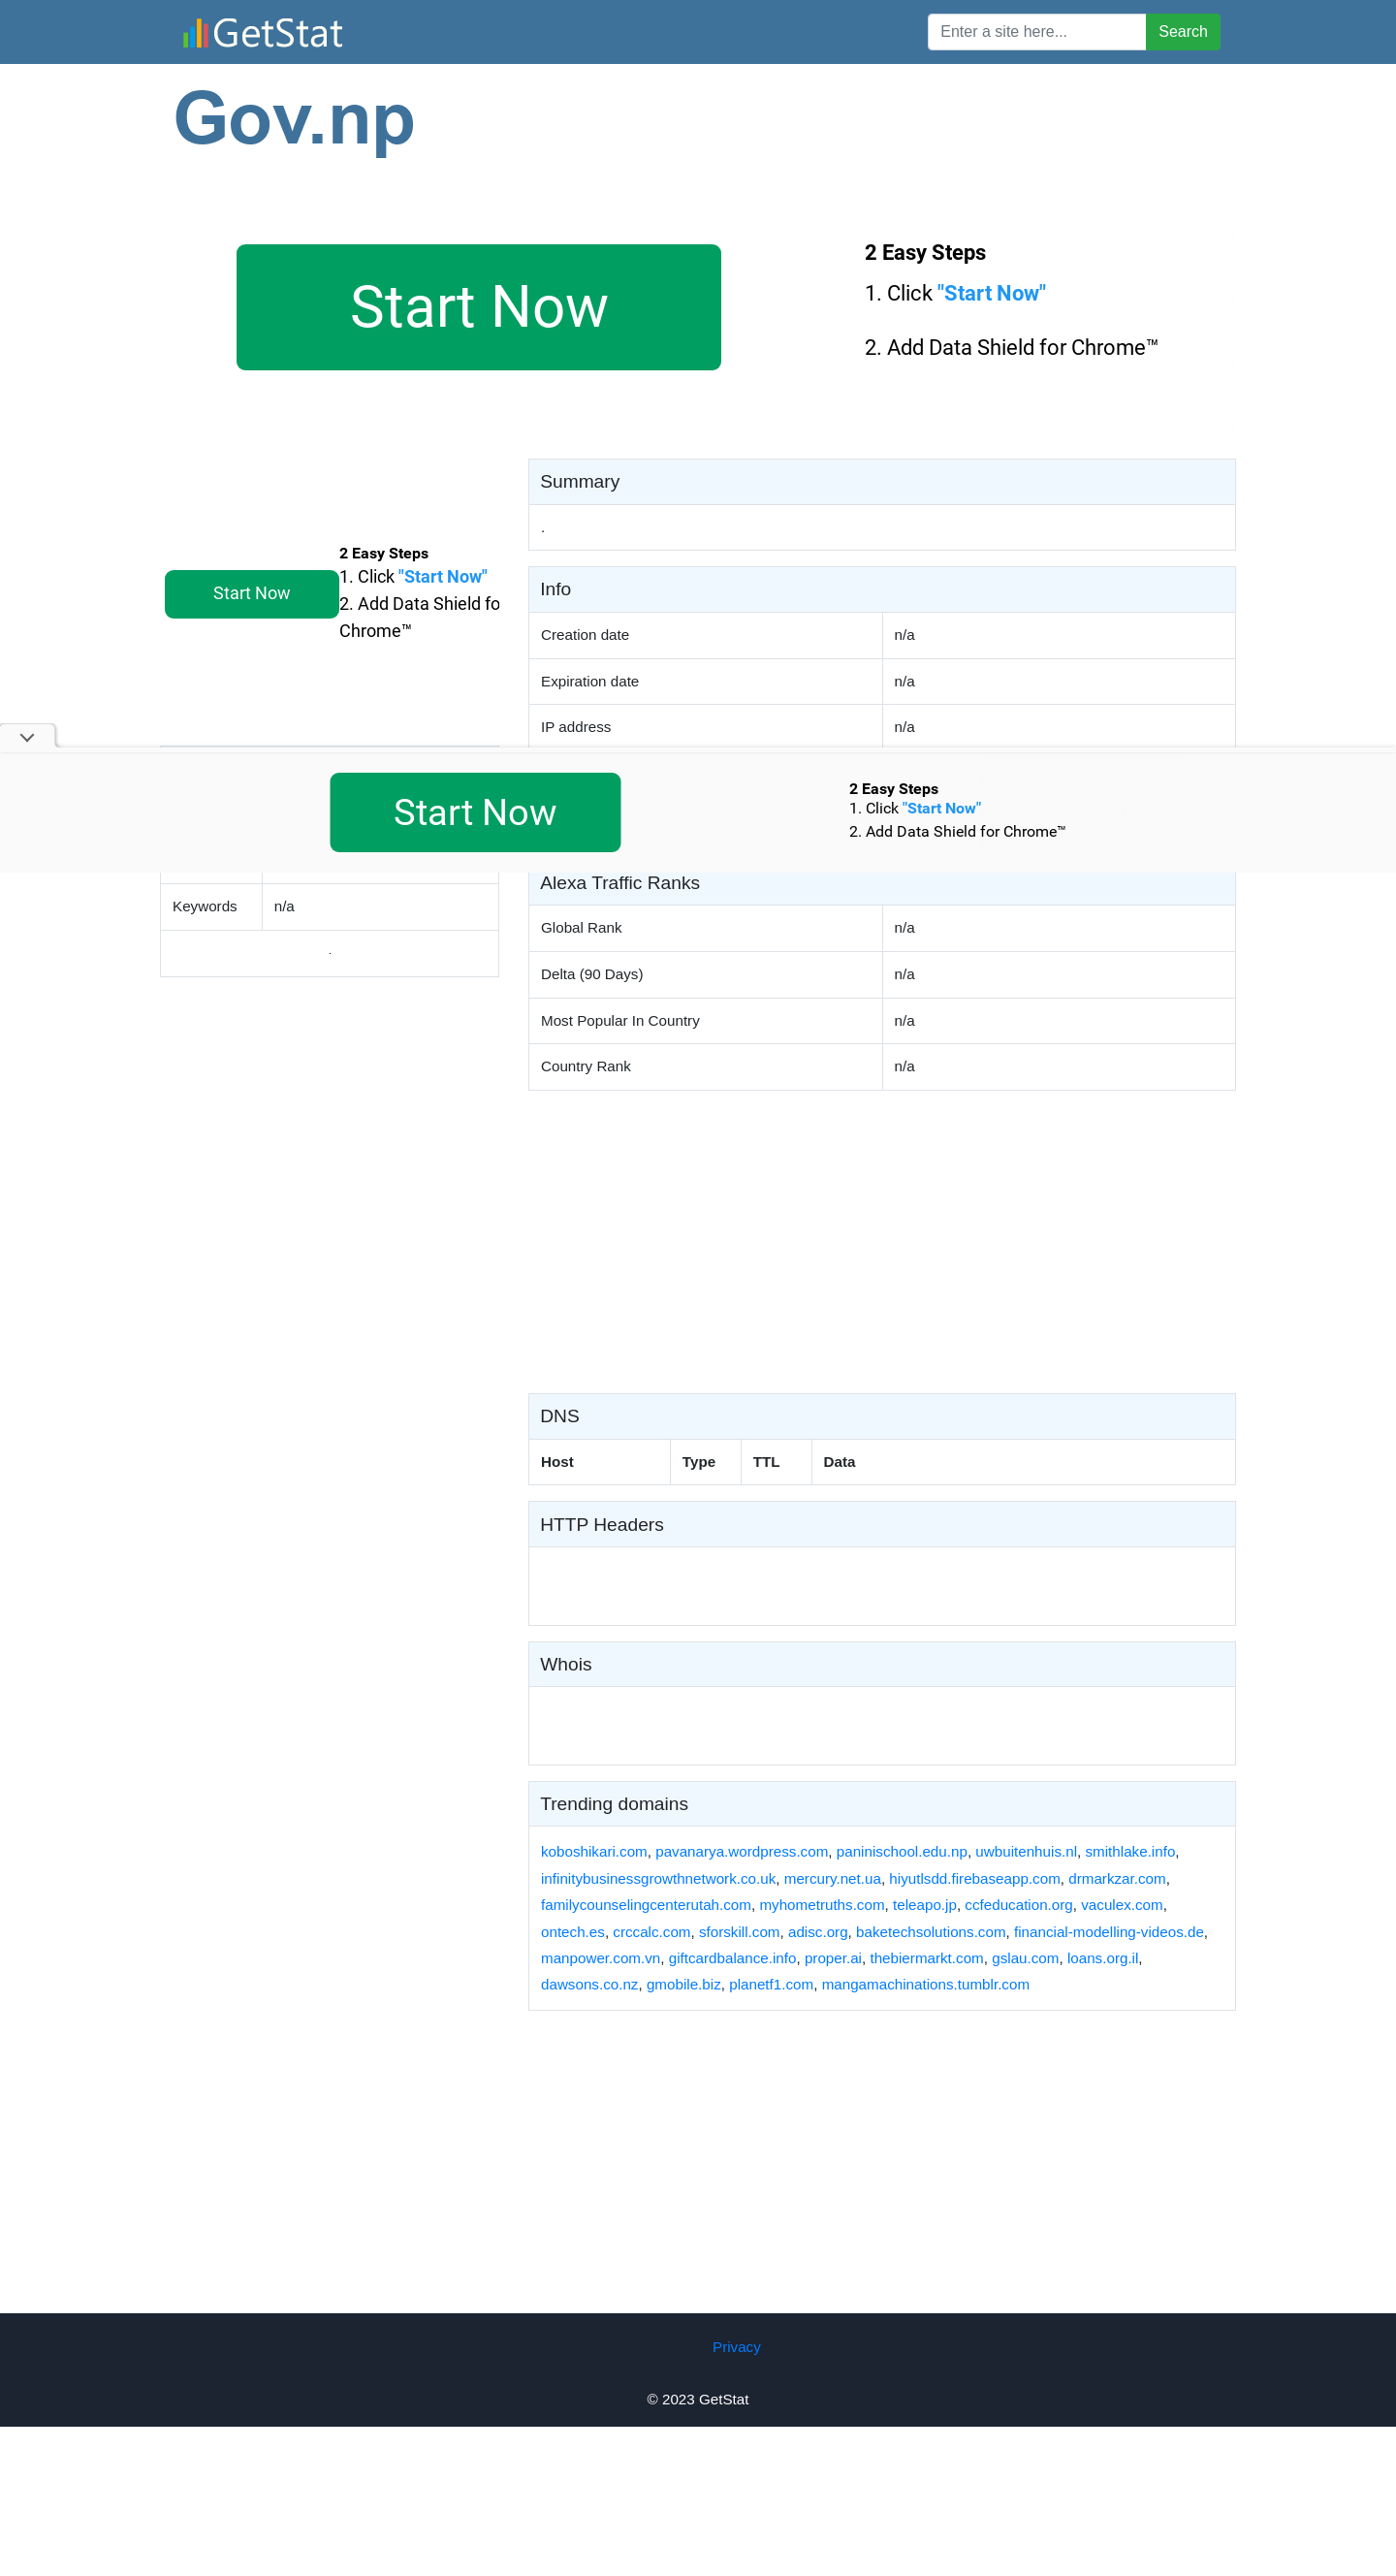 GetStat
Enter a site here... Search
Gov.np
Start Now
2 Easy Steps
1. Click "Start Now"
2. Add Data Shield for Chrome™
Start Now
2 Easy Steps
1. Click "Start Now"
2. Add Data Shield fo
Chrome™
Summary
.
Info
Creation date n/a
Expiration date n/a
IP address n/a
Start Now
2 Easy Steps
1. Click "Start Now"
2. Add Data Shield for Chrome™
Keywords n/a
.
Alexa Traffic Ranks
Global Rank n/a
Delta (90 Days) n/a
Most Popular In Country n/a
Country Rank n/a
DNS
Host Type TTL Data
HTTP Headers
Whois
Trending domains
koboshikari.com, pavanarya.wordpress.com, paninischool.edu.np, uwbuitenhuis.nl, smithlake.info,
infinitybusinessgrowthnetwork.co.uk, mercury.net.ua, hiyutlsdd.firebaseapp.com, drmarkzar.com,
familycounselingcenterutah.com, myhometruths.com, teleapo.jp, ccfeducation.org, vaculex.com,
ontech.es, crccalc.com, sforskill.com, adisc.org, baketechsolutions.com, financial-modelling-videos.de,
manpower.com.vn, giftcardbalance.info, proper.ai, thebiermarkt.com, gslau.com, loans.org.il,
dawsons.co.nz, gmobile.biz, planetf1.com, mangamachinations.tumblr.com
Privacy
© 2023 GetStat